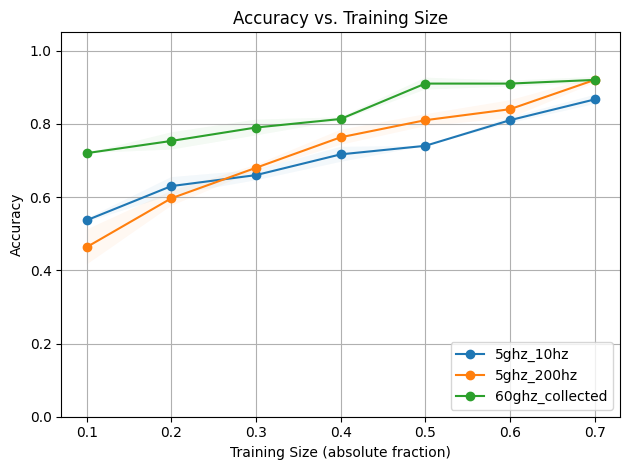 Accuracy vs. Training Size
Accuracy
1.0
0.8
0.6
0.4
0.2
0.0
0.1 0.2 0.3 0.4 0.5 0.6 0.7
Training Size (absolute fraction)
5ghz_10hz
5ghz_200hz
60ghz_collected